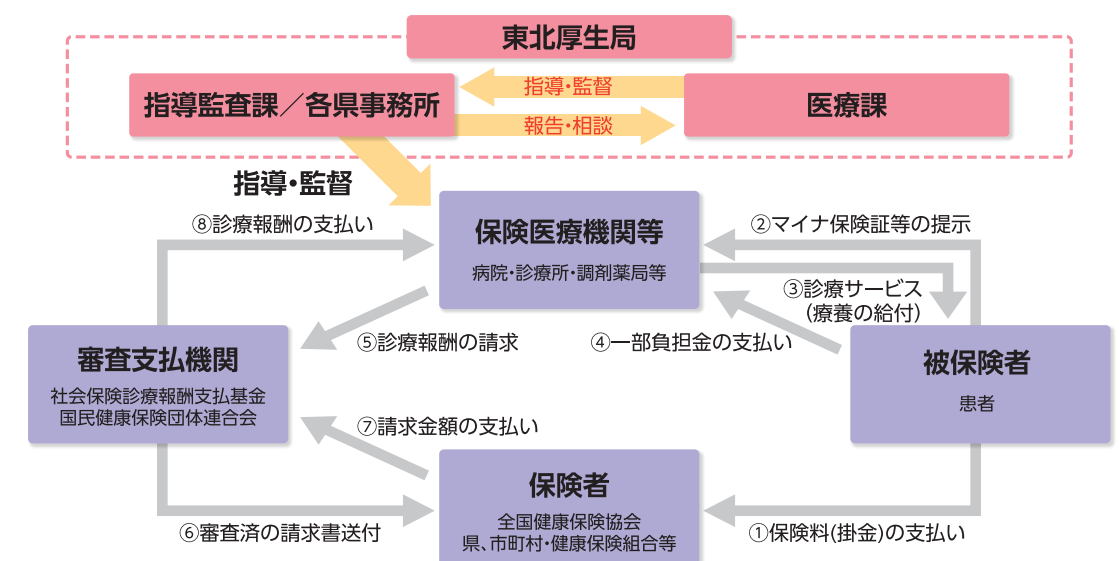 東北厚生局
指導監査課／各県事務所
指導・監督
報告・相談
医療課
指導・監督
⑧診療報酬の支払い
保険医療機関等
病院・診療所・調剤薬局等
②マイナ保険証等の提示
③診療サービス
（療養の給付）
④一部負担金の支払い
⑤診療報酬の請求
審査支払機関
社会保険診療報酬支払基金
国民健康保険団体連合会
被保険者
患者
⑦請求金額の支払い
保険者
全国健康保険協会
県、市町村・健康保険組合等
⑥審査済の請求書送付
①保険料(掛金)の支払い